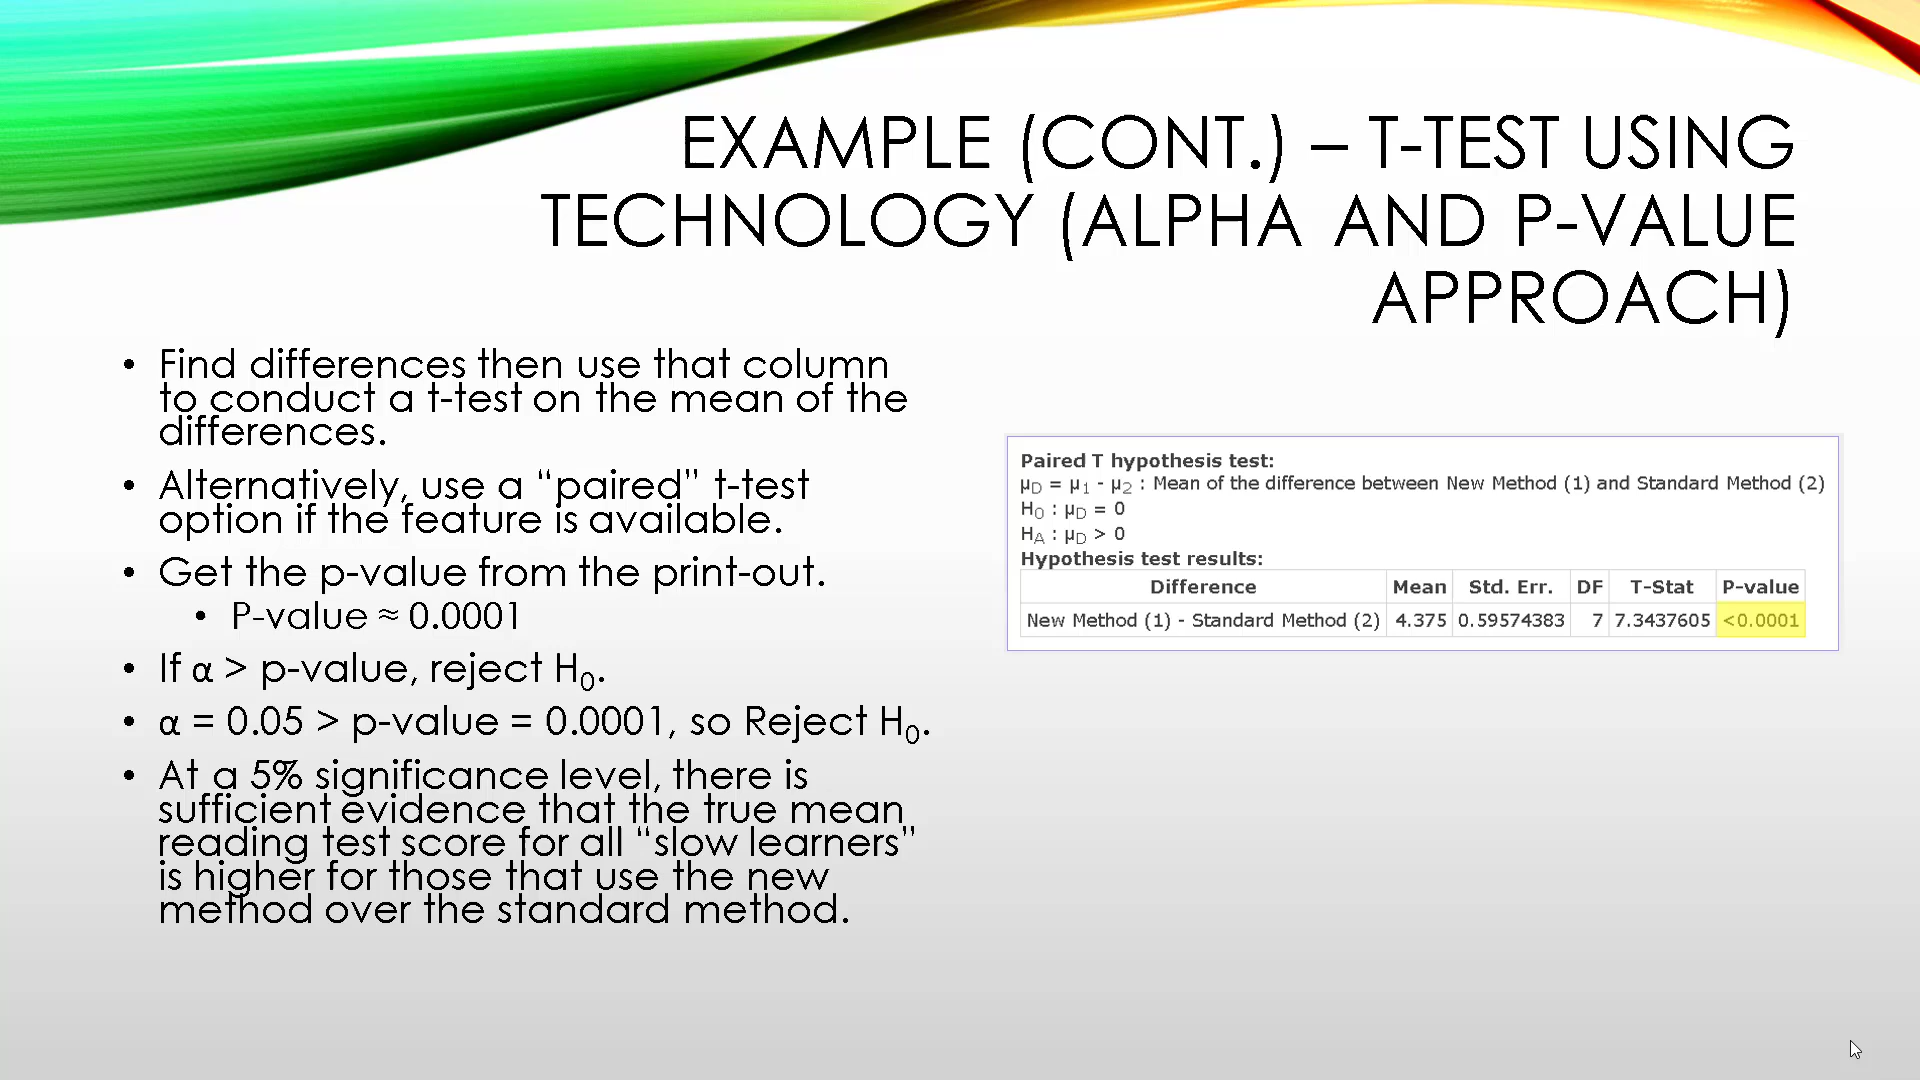 EXAMPLE (CONT.) – T-TEST USING
TECHNOLOGY (ALPHA AND P-VALUE
APPROACH)
• Find differences then use that column
to conduct a t-test on the mean of the
differences.
• Alternatively, use a “paired” t-test
option if the feature is available.
• Get the p-value from the print-out.
• P-value ≈ 0.0001
• If α > p-value, reject H₀.
• α = 0.05 > p-value = 0.0001, so Reject H₀.
• At a 5% significance level, there is
sufficient evidence that the true mean
reading test score for all “slow learners”
is higher for those that use the new
method over the standard method.
Paired T hypothesis test:
μD = μ₁ - μ₂ : Mean of the difference between New Method (1) and Standard Method (2)
H₀ : μD = 0
HA : μD > 0
Hypothesis test results:
Difference Mean Std. Err. DF T-Stat P-value
New Method (1) - Standard Method (2) 4.375 0.59574383 7 7.3437605 <0.0001